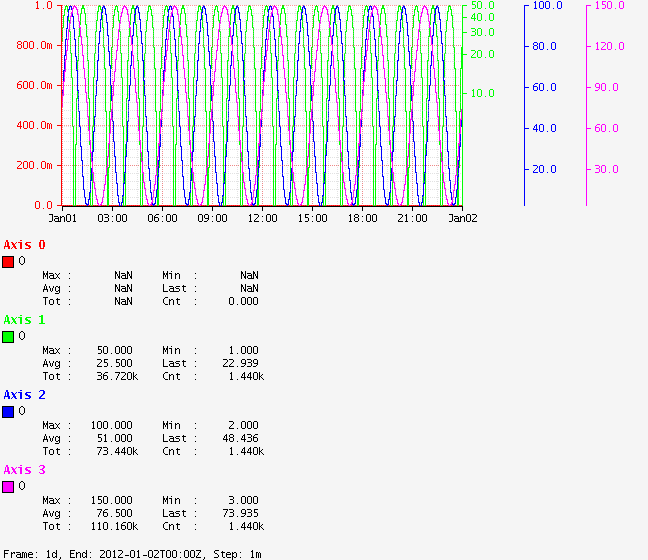 1.0 50.0 100.0 150.0
40.0
800.0m 30.0 80.0 120.0
20.0
600.0m 60.0 90.0
10.0
400.0m 40.0 60.0
200.0m 20.0 30.0
0.0
Jan01 03:00 06:00 09:00 12:00 15:00 18:00 21:00 Jan02
Axis 0
0
Max : NaN Min : NaN
Avg : NaN Last : NaN
Tot : NaN Cnt : 0.000
Axis 1
0
Max : 50.000 Min : 1.000
Avg : 25.500 Last : 22.939
Tot : 36.720k Cnt : 1.440k
Axis 2
0
Max : 100.000 Min : 2.000
Avg : 51.000 Last : 48.436
Tot : 73.440k Cnt : 1.440k
Axis 3
0
Max : 150.000 Min : 3.000
Avg : 76.500 Last : 73.935
Tot : 110.160k Cnt : 1.440k
Frame: 1d, End: 2012-01-02T00:00Z, Step: 1m